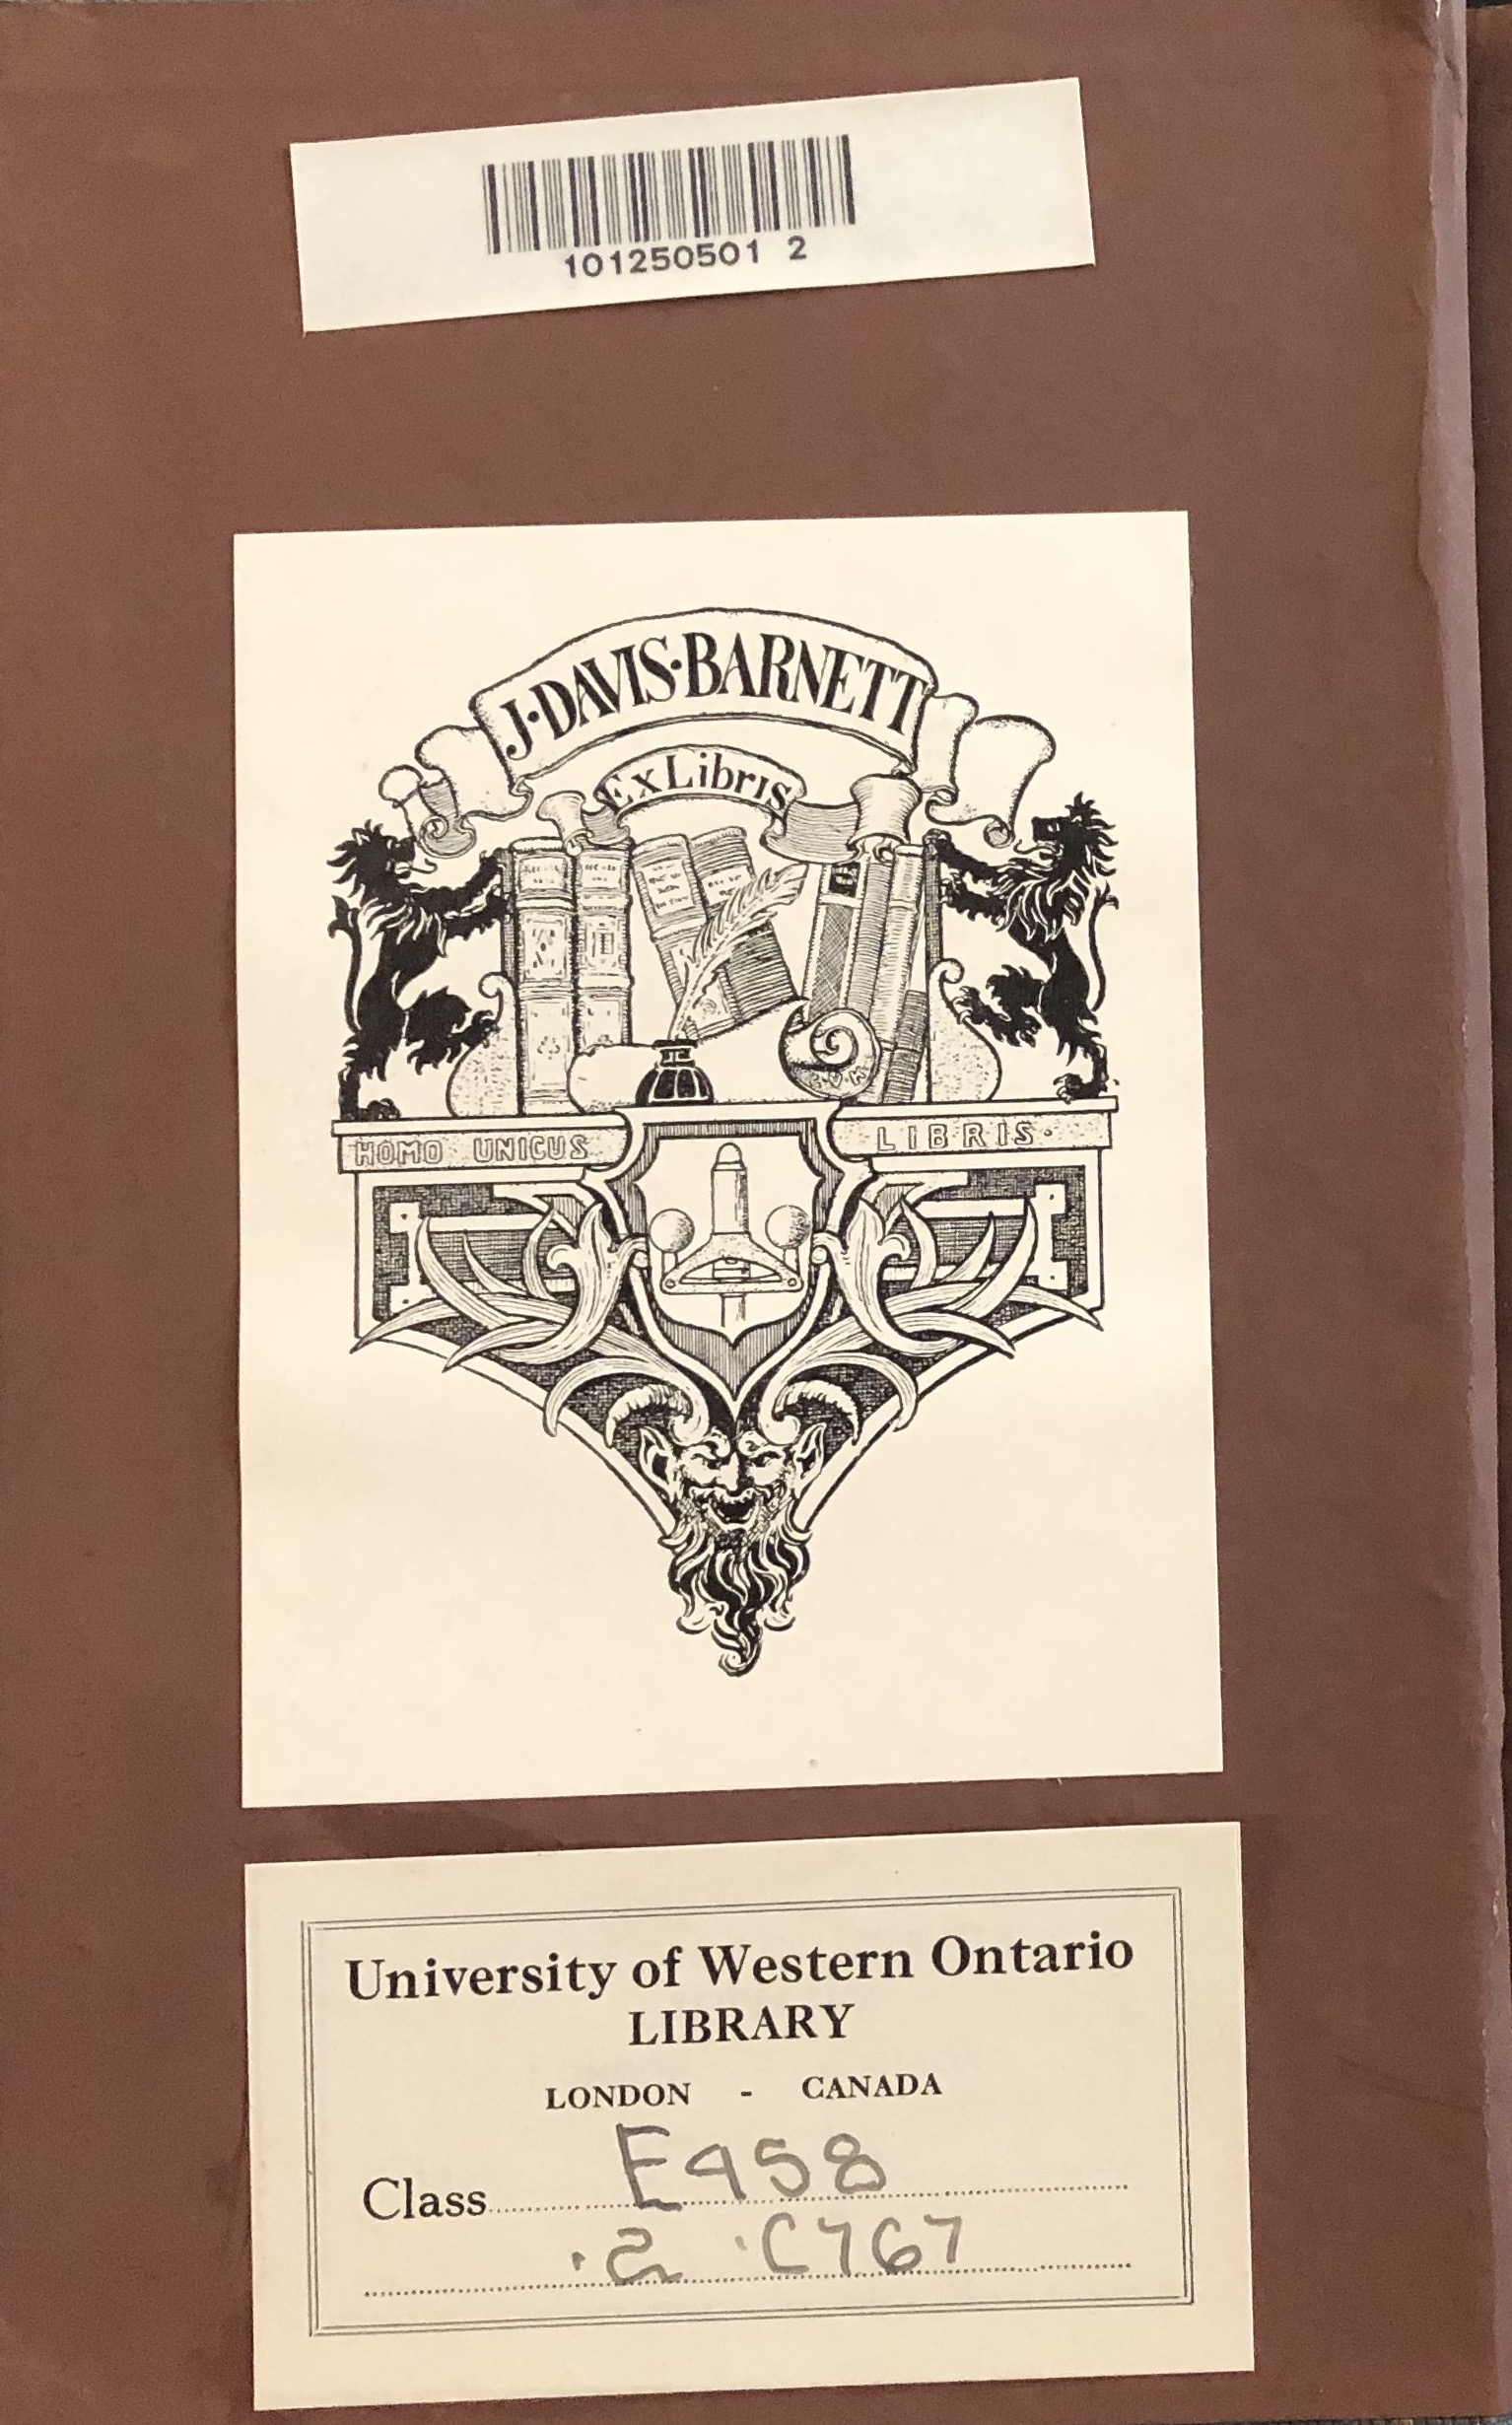 101250501 2
J·DAVIS·BARNETT
Ex Libris
HOMO UNICUS LIBRIS·
University of Western Ontario
LIBRARY
LONDON - CANADA
Class E958
.2 .C767